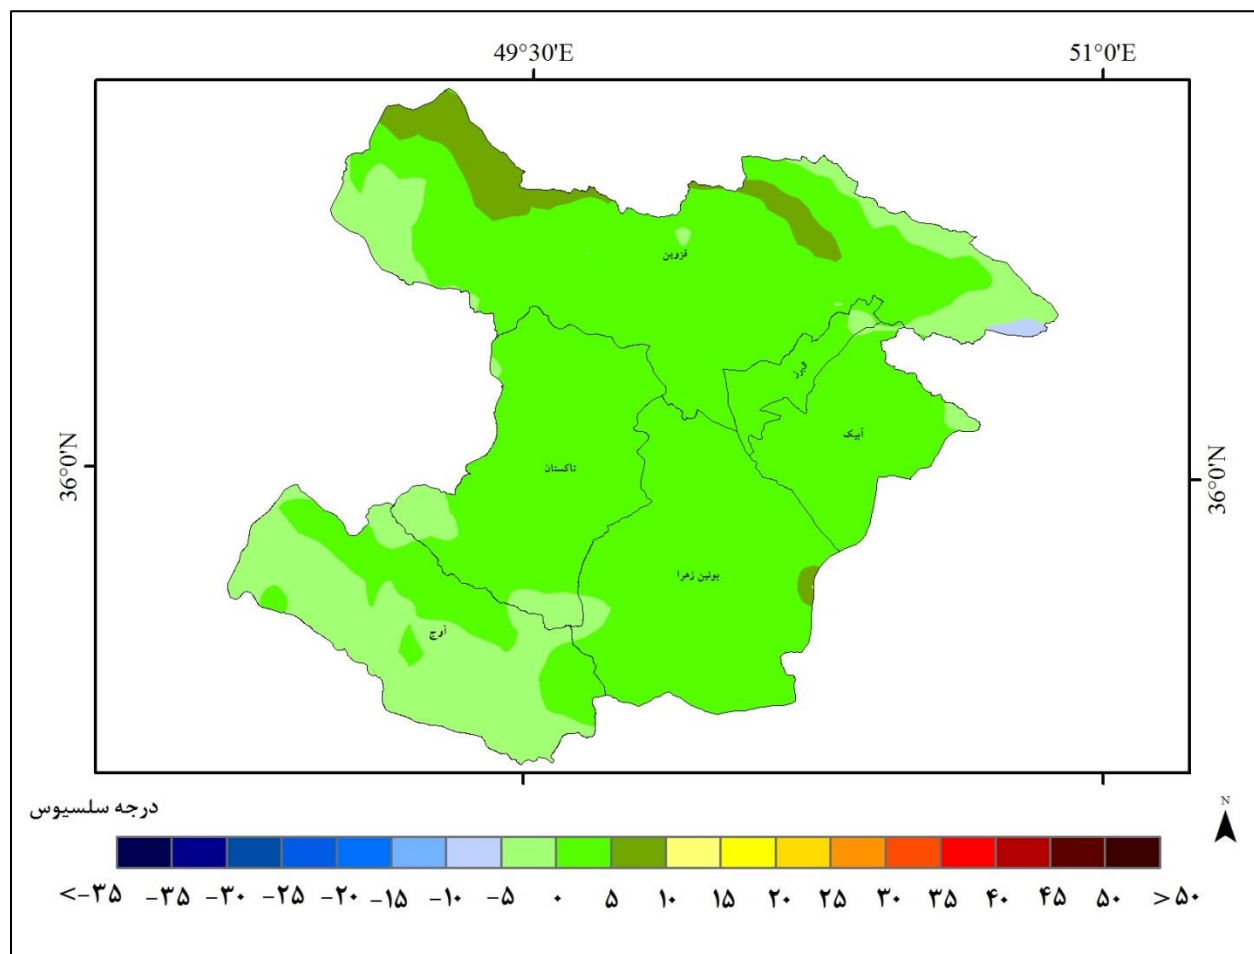 49°30'E
51°0'E
قزوین
البرز
آبیک
36°0'N
36°0'N
تاکستان
بوئین زهرا
آوج
درجه سلسیوس
N
<-۳۵ -۳۵ -۳۰ -۲۵ -۲۰ -۱۵ -۱۰ -۵ ۰ ۵ ۱۰ ۱۵ ۲۰ ۲۵ ۳۰ ۳۵ ۴۰ ۴۵ ۵۰ >۵۰